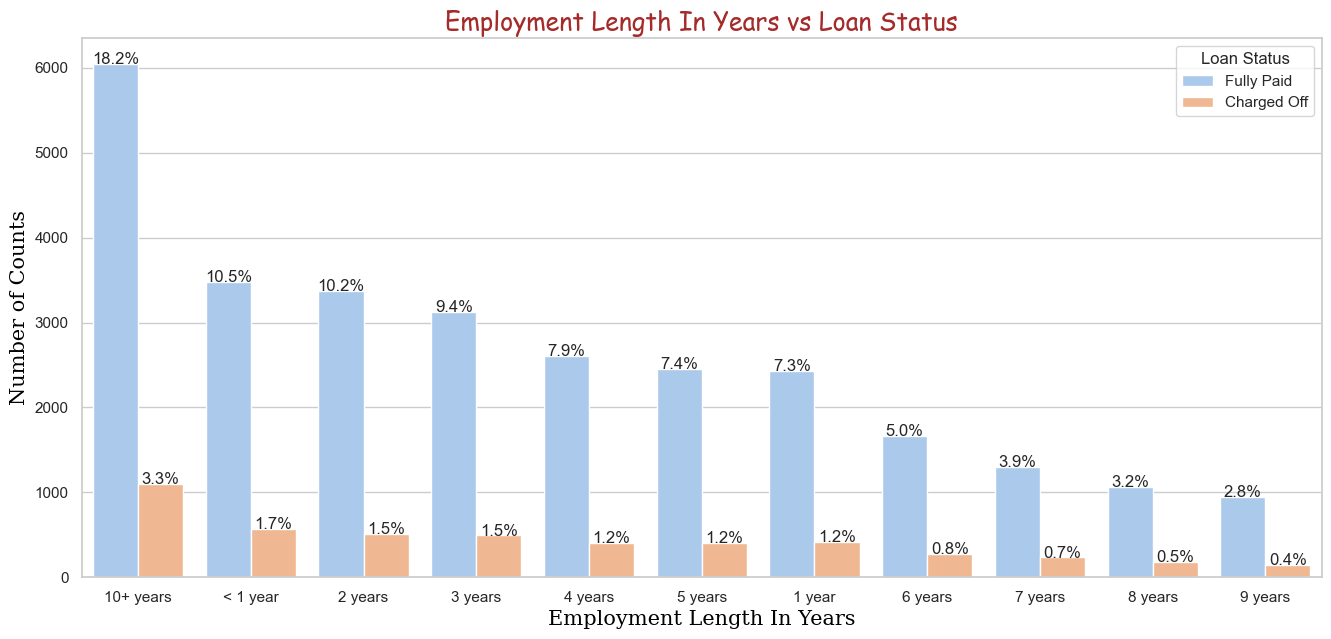 Employment Length In Years vs Loan Status
Loan Status
Fully Paid
Charged Off
Number of Counts
6000
5000
4000
3000
2000
1000
0
18.2%
3.3%
10.5%
1.7%
10.2%
1.5%
9.4%
1.5%
7.9%
1.2%
7.4%
1.2%
7.3%
1.2%
5.0%
0.8%
3.9%
0.7%
3.2%
0.5%
2.8%
0.4%
10+ years
< 1 year
2 years
3 years
4 years
5 years
1 year
6 years
7 years
8 years
9 years
Employment Length In Years